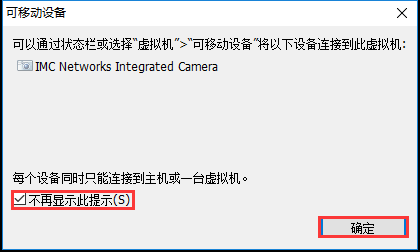 可移动设备
可以通过状态栏或选择“虚拟机”>“可移动设备”将以下设备连接到此虚拟机:
IMC Networks Integrated Camera
每个设备同时只能连接到主机或一台虚拟机。
不再显示此提示(S)
确定